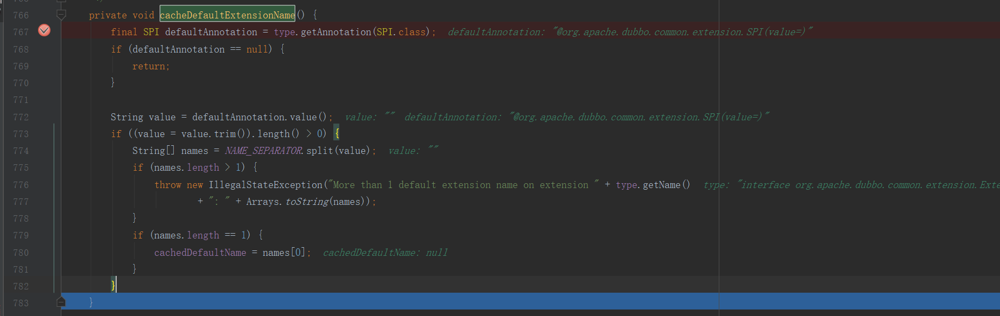 766 private void cacheDefaultExtensionName() {
767 final SPI defaultAnnotation = type.getAnnotation(SPI.class); defaultAnnotation: "@org.apache.dubbo.common.extension.SPI(value=)"
768 if (defaultAnnotation == null) {
769 return;
770 }
771
772 String value = defaultAnnotation.value(); value: "" defaultAnnotation: "@org.apache.dubbo.common.extension.SPI(value=)"
773 if ((value = value.trim()).length() > 0) {
774 String[] names = NAME_SEPARATOR.split(value); value: ""
775 if (names.length > 1) {
776 throw new IllegalStateException("More than 1 default extension name on extension " + type.getName() type: "interface org.apache.dubbo.common.extension.Exte
777 + ": " + Arrays.toString(names));
778 }
779 if (names.length == 1) {
780 cachedDefaultName = names[0]; cachedDefaultName: null
781 }
782 }
783 }